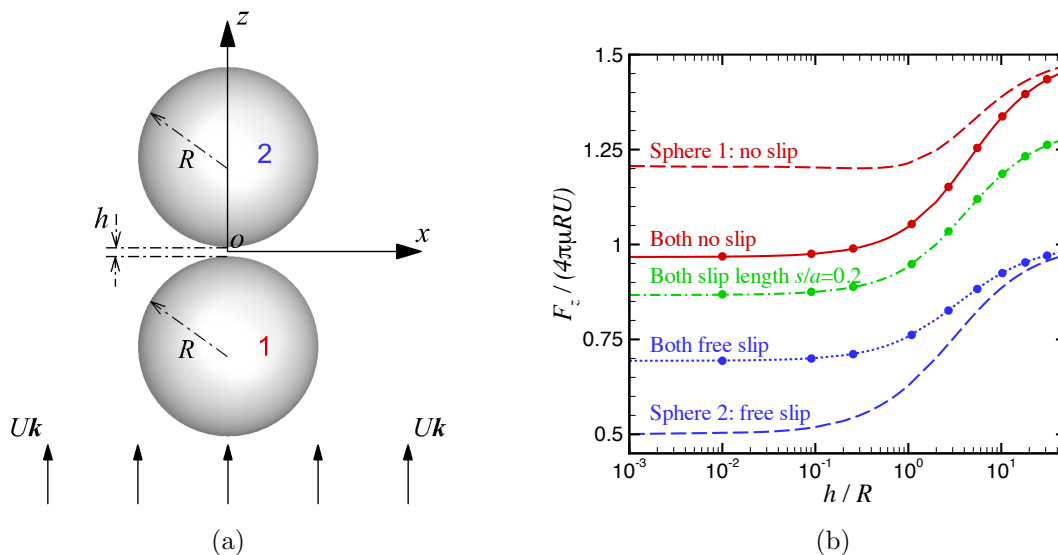 z
2
R
h
o
x
R
1
Uk
Uk
(a)
1.5
1.25
1
0.75
0.5
F_z / (4πμRU)
Sphere 1: no slip
Both no slip
Both slip length s/a=0.2
Both free slip
Sphere 2: free slip
10^-3
10^-2
10^-1
10^0
10^1
h / R
(b)